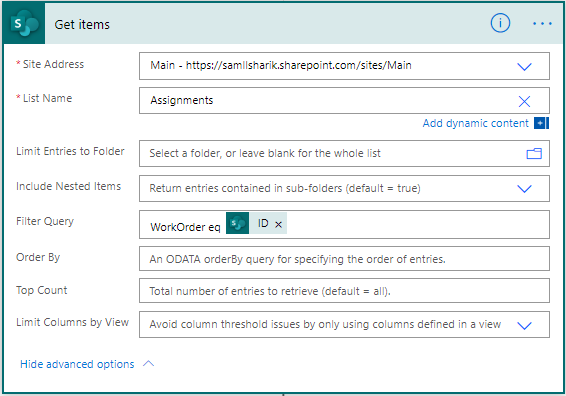 Get items
* Site Address
Main - https://samllsharik.sharepoint.com/sites/Main
* List Name
Assignments
Add dynamic content
Limit Entries to Folder
Select a folder, or leave blank for the whole list
Include Nested Items
Return entries contained in sub-folders (default = true)
Filter Query
WorkOrder eq ID ×
Order By
An ODATA orderBy query for specifying the order of entries.
Top Count
Total number of entries to retrieve (default = all).
Limit Columns by View
Avoid column threshold issues by only using columns defined in a view
Hide advanced options